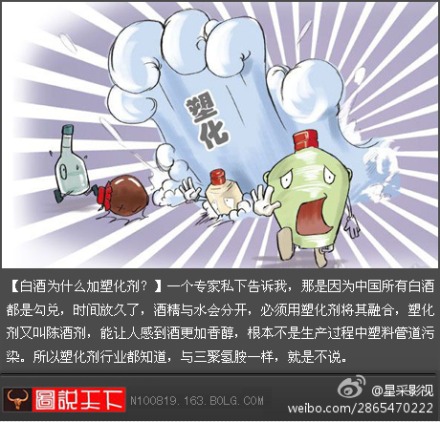 塑化
【白酒为什么加塑化剂?】一个专家私下告诉我，那是因为中国所有白酒
都是勾兑，时间放久了，酒精与水会分开，必须用塑化剂将其融合，塑化
剂又叫陈酒剂，能让人感到酒更加香醇，根本不是生产过程中塑料管道污
染。所以塑化剂行业都知道，与三聚氢胺一样，就是不说。
圖説天下
N100819.163.BOLG.COM
@星采影视
weibo.com/2865470222